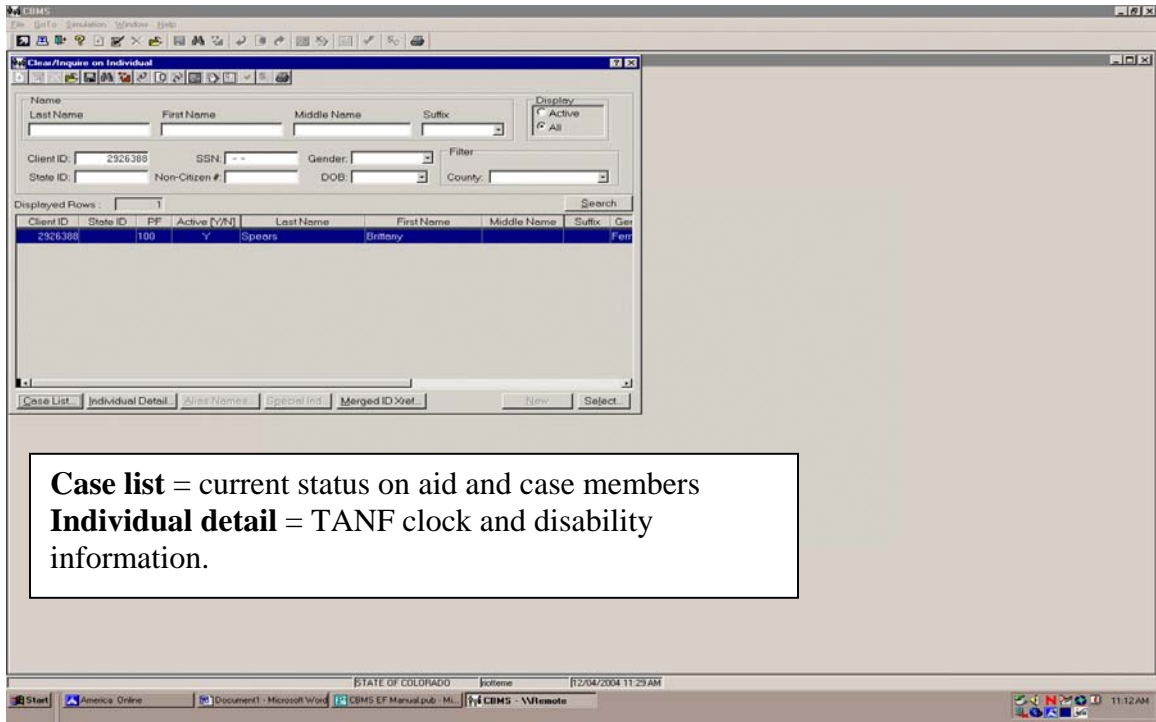 CBMS
File GoTo Simulation Window Help
Clear/Inquire on Individual
Name
Display
Last Name First Name Middle Name Suffix
Active
All
Client ID: 2926388 SSN: - - Gender:
Filter
State ID: Non-Citizen #: DOB: County:
Displayed Rows : 1 Search
Client ID State ID PF Active [Y/N] Last Name First Name Middle Name Suffix Ger
2926388 100 Y Spears Brittany Fem
Case List... Individual Detail... Alias Names... Special Ind... Merged ID Xref... New Select...
Case list = current status on aid and case members
Individual detail = TANF clock and disability
information.
STATE OF COLORADO 12/04/2004 11:29 AM
Start America Online Document1 - Microsoft Word CBMS EF Manual.pub - Mi... CBMS - \\Remote 11:12 AM